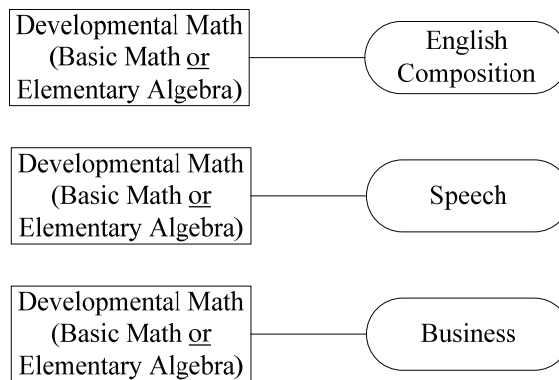 Developmental Math
(Basic Math or
Elementary Algebra)
English
Composition
Developmental Math
(Basic Math or
Elementary Algebra)
Speech
Developmental Math
(Basic Math or
Elementary Algebra)
Business